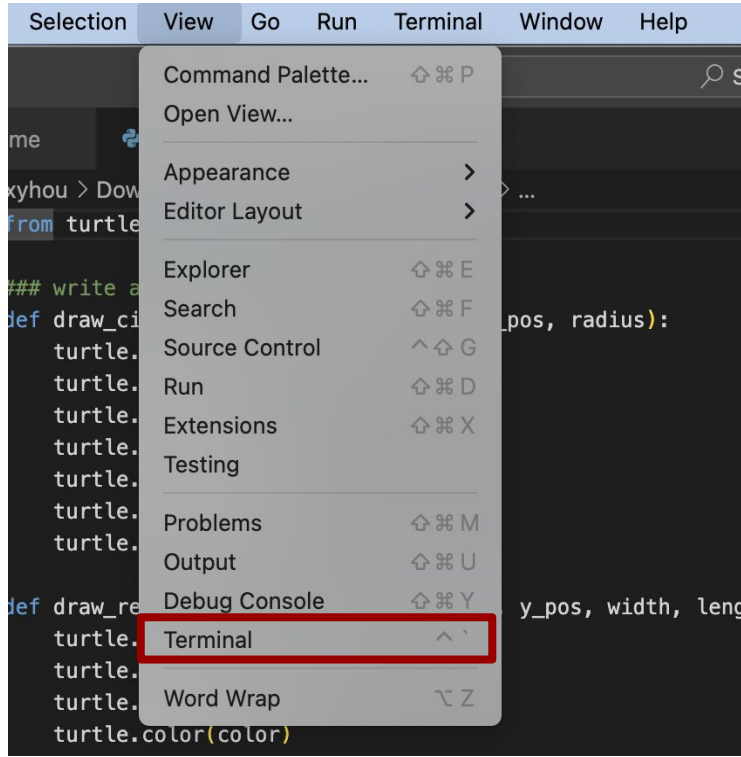 Selection View Go Run Terminal Window Help
Command Palette... ⇧⌘P
S
Open View...
me
Appearance >
xyhou > Dow > ...
Editor Layout >
from turtle
Explorer ⇧⌘E
### write a
Search ⇧⌘F
def draw_ci _pos, radius):
Source Control ^⇧G
turtle.
Run ⇧⌘D
turtle.
Extensions ⇧⌘X
turtle.
turtle.
Testing
turtle.
turtle.
Problems ⇧⌘M
turtle.
Output ⇧⌘U
Debug Console ⇧⌘Y
def draw_re , y_pos, width, leng
Terminal ^`
turtle.
turtle.
Word Wrap ⌥Z
turtle.
turtle.color(color)